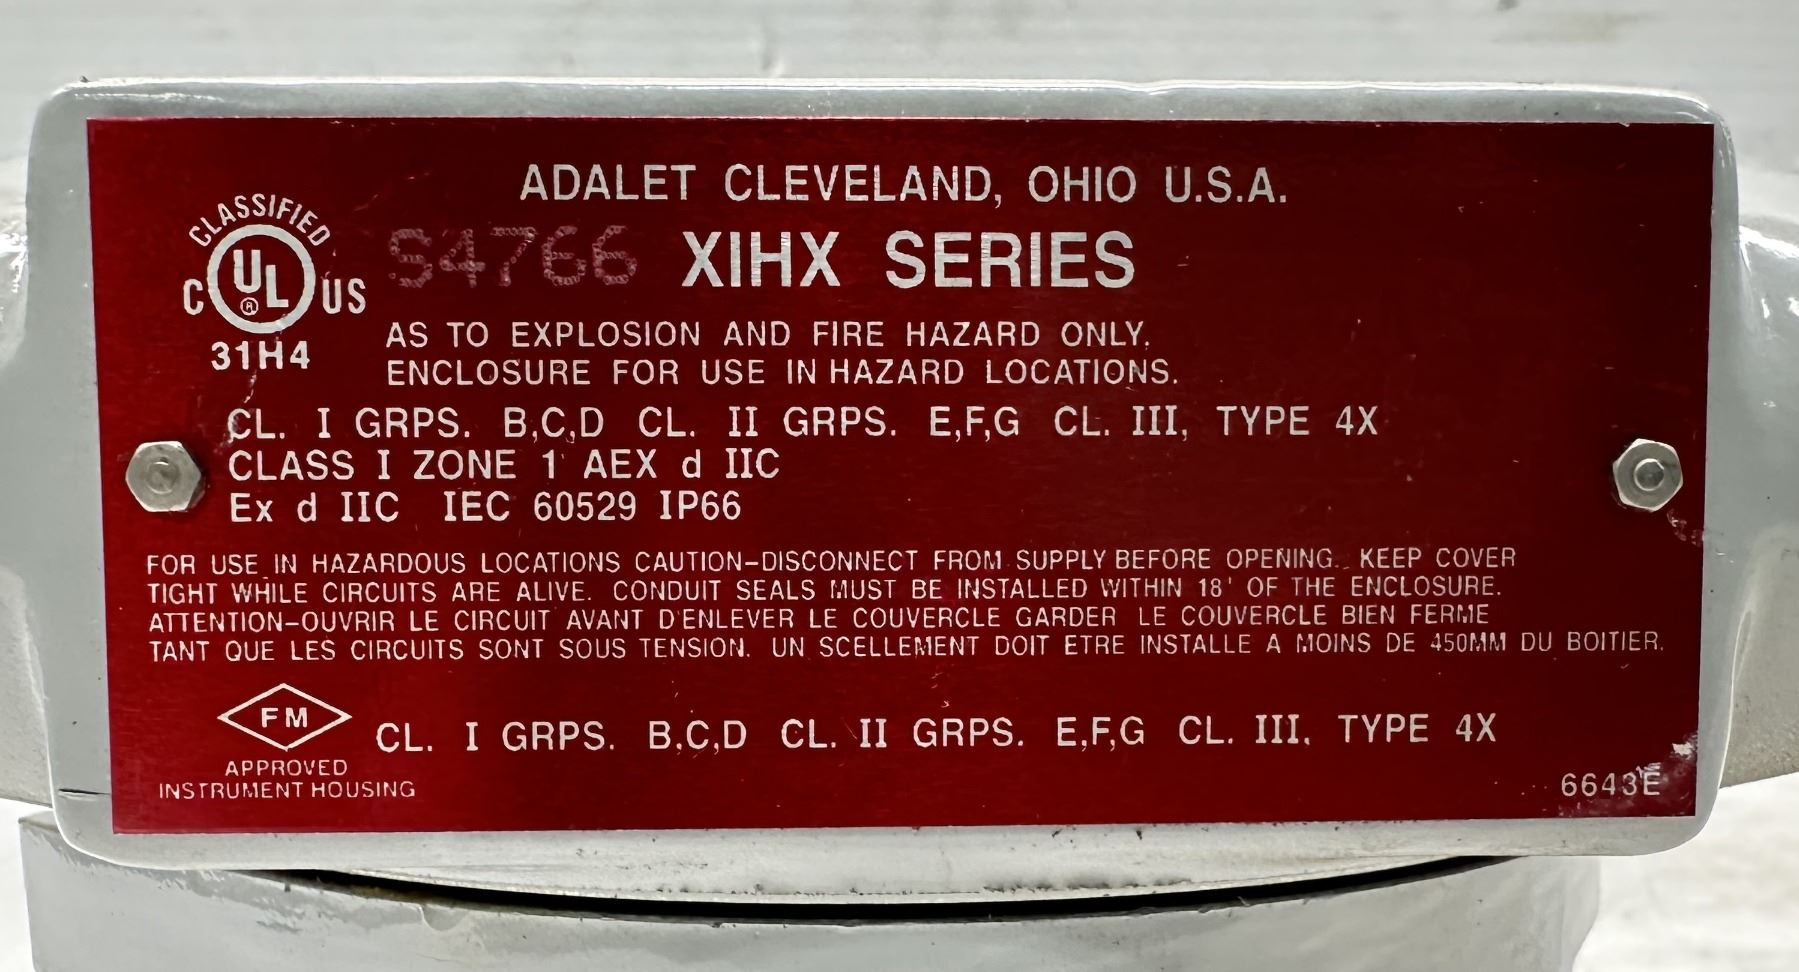 ADALET CLEVELAND, OHIO U.S.A.
CLASSIFIED
C UL ® US
S4766 XIHX SERIES
31H4
AS TO EXPLOSION AND FIRE HAZARD ONLY.
ENCLOSURE FOR USE IN HAZARD LOCATIONS.
CL. I GRPS. B,C,D CL. II GRPS. E,F,G CL. III, TYPE 4X
CLASS I ZONE 1 AEX d IIC
Ex d IIC IEC 60529 IP66
FOR USE IN HAZARDOUS LOCATIONS CAUTION-DISCONNECT FROM SUPPLY BEFORE OPENING. KEEP COVER
TIGHT WHILE CIRCUITS ARE ALIVE. CONDUIT SEALS MUST BE INSTALLED WITHIN 18' OF THE ENCLOSURE.
ATTENTION-OUVRIR LE CIRCUIT AVANT D'ENLEVER LE COUVERCLE GARDER LE COUVERCLE BIEN FERME
TANT QUE LES CIRCUITS SONT SOUS TENSION. UN SCELLEMENT DOIT ETRE INSTALLE A MOINS DE 450MM DU BOITIER.
FM
CL. I GRPS. B,C,D CL. II GRPS. E,F,G CL. III, TYPE 4X
APPROVED
INSTRUMENT HOUSING
6643E